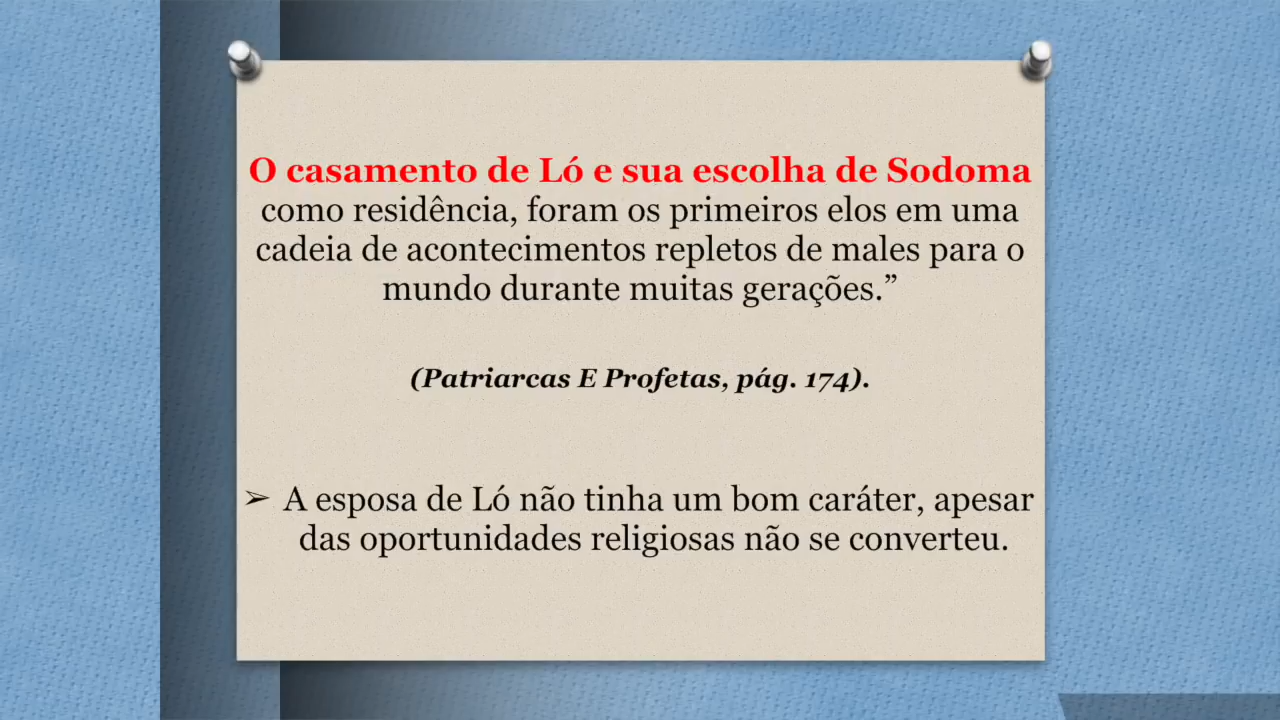 O casamento de Ló e sua escolha de Sodoma
como residência, foram os primeiros elos em uma
cadeia de acontecimentos repletos de males para o
mundo durante muitas gerações.”
(Patriarcas E Profetas, pág. 174).
➢ A esposa de Ló não tinha um bom caráter, apesar
das oportunidades religiosas não se converteu.